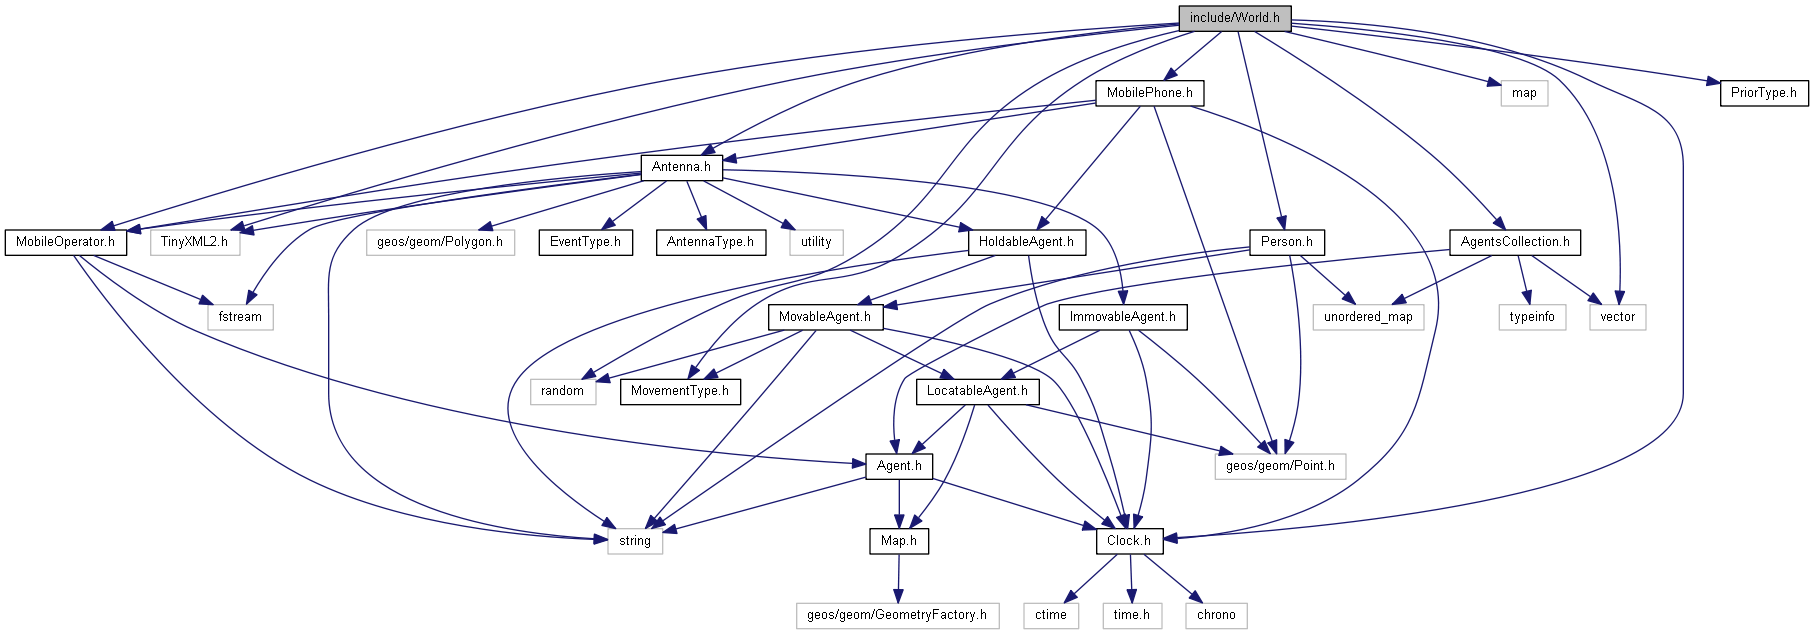 include/World.h
MobilePhone.h
map
PriorType.h
Antenna.h
MobileOperator.h
TinyXML2.h
geos/geom/Polygon.h
EventType.h
AntennaType.h
utility
HoldableAgent.h
Person.h
AgentsCollection.h
fstream
MovableAgent.h
ImmovableAgent.h
unordered_map
typeinfo
vector
random
MovementType.h
LocatableAgent.h
Agent.h
geos/geom/Point.h
string
Map.h
Clock.h
geos/geom/GeometryFactory.h
ctime
time.h
chrono